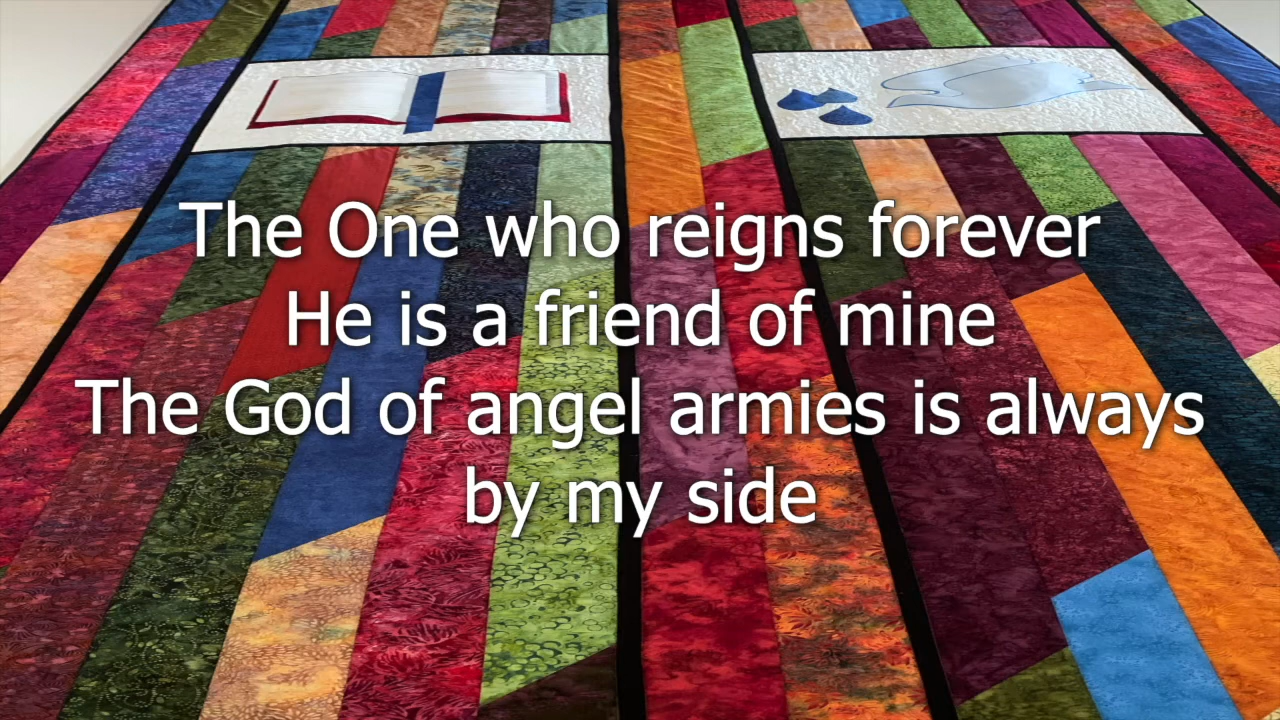 The One who reigns forever
He is a friend of mine
The God of angel armies is always
by my side